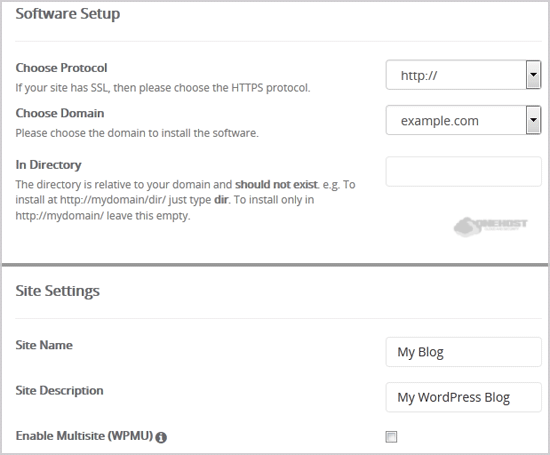 Software Setup
Choose Protocol
If your site has SSL, then please choose the HTTPS protocol.
http://
Choose Domain
Please choose the domain to install the software.
example.com
In Directory
The directory is relative to your domain and should not exist. e.g. To
install at http://mydomain/dir/ just type dir. To install only in
http://mydomain/ leave this empty.
ONEHOST
Site Settings
Site Name
My Blog
Site Description
My WordPress Blog
Enable Multisite (WPMU)